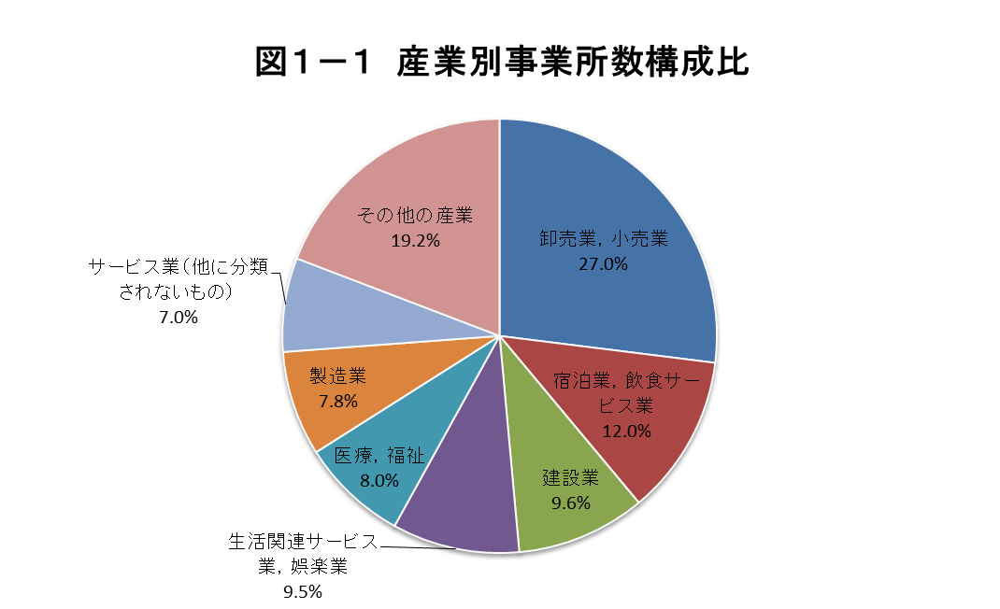 図1－1 産業別事業所数構成比
卸売業，小売業
27.0%
宿泊業，飲食サー
ビス業
12.0%
建設業
9.6%
生活関連サービス
業，娯楽業
9.5%
医療，福祉
8.0%
製造業
7.8%
サービス業（他に分類
されないもの）
7.0%
その他の産業
19.2%